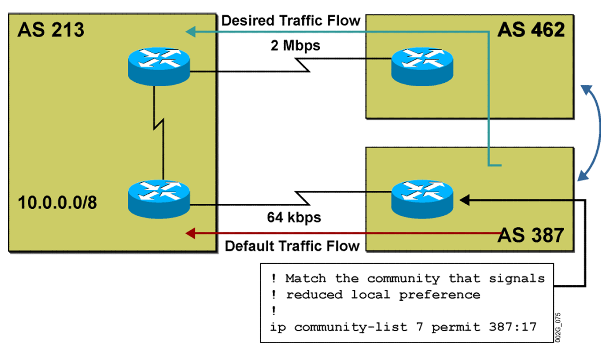 AS 213
Desired Traffic Flow
AS 462
2 Mbps
10.0.0.0/8
64 kbps
AS 387
Default Traffic Flow
! Match the community that signals
! reduced local preference
!
ip community-list 7 permit 387:17
002G_075